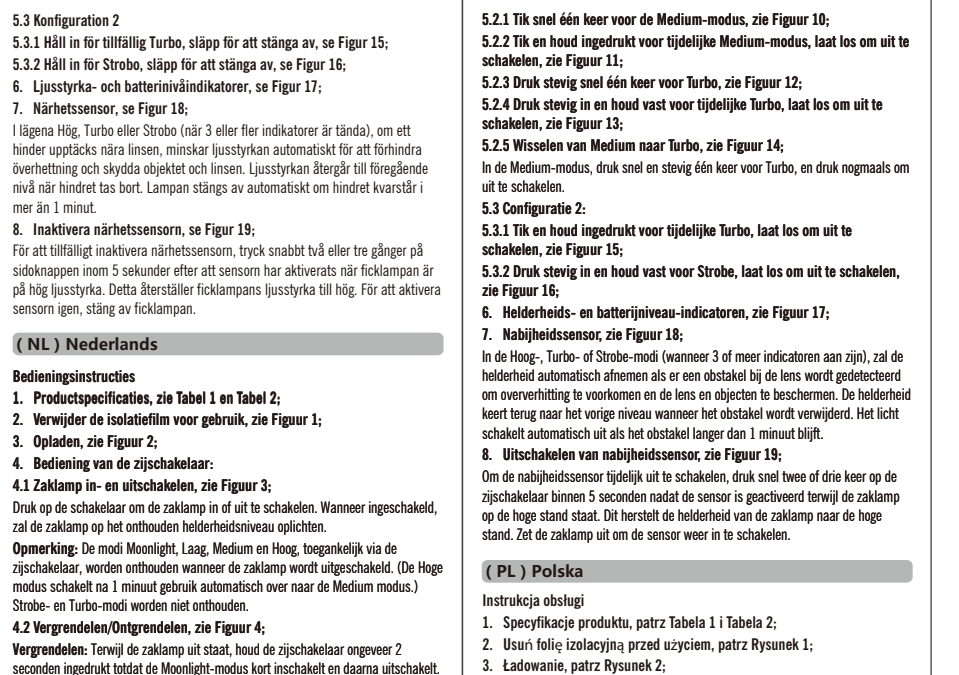 5.3 Konfiguration 2
5.3.1 Håll in för tillfällig Turbo, släpp för att stänga av, se Figur 15;
5.3.2 Håll in för Strobo, släpp för att stänga av, se Figur 16;
6. Ljusstyrka- och batterinivåindikatorer, se Figur 17;
7. Närhetssensor, se Figur 18;
I lägena Hög, Turbo eller Strobo (när 3 eller fler indikatorer är tända), om ett
hinder upptäcks nära linsen, minskar ljusstyrkan automatiskt för att förhindra
överhettning och skydda objektet och linsen. Ljusstyrkan återgår till föregående
nivå när hindret tas bort. Lampan stängs av automatiskt om hindret kvarstår i
mer än 1 minut.
8. Inaktivera närhetssensorn, se Figur 19;
För att tillfälligt inaktivera närhetssensorn, tryck snabbt två eller tre gånger på
sidoknappen inom 5 sekunder efter att sensorn har aktiverats när ficklampan är
på hög ljusstyrka. Detta återställer ficklampans ljusstyrka till hög. För att aktivera
sensorn igen, stäng av ficklampan.
( NL ) Nederlands
Bedieningsinstructies
1. Productspecificaties, zie Tabel 1 en Tabel 2;
2. Verwijder de isolatiefilm voor gebruik, zie Figuur 1;
3. Opladen, zie Figuur 2;
4. Bediening van de zijschakelaar:
4.1 Zaklamp in- en uitschakelen, zie Figuur 3;
Druk op de schakelaar om de zaklamp in of uit te schakelen. Wanneer ingeschakeld,
zal de zaklamp op het onthouden helderheidsniveau oplichten.
Opmerking: De modi Moonlight, Laag, Medium en Hoog, toegankelijk via de
zijschakelaar, worden onthouden wanneer de zaklamp wordt uitgeschakeld. (De Hoge
modus schakelt na 1 minuut gebruik automatisch over naar de Medium modus.)
Strobe- en Turbo-modi worden niet onthouden.
4.2 Vergrendelen/Ontgrendelen, zie Figuur 4;
Vergrendelen: Terwijl de zaklamp uit staat, houd de zijschakelaar ongeveer 2
seconden ingedrukt totdat de Moonlight-modus kort inschakelt en daarna uitschakelt.
5.2.1 Tik snel één keer voor de Medium-modus, zie Figuur 10;
5.2.2 Tik en houd ingedrukt voor tijdelijke Medium-modus, laat los om uit te
schakelen, zie Figuur 11;
5.2.3 Druk stevig snel één keer voor Turbo, zie Figuur 12;
5.2.4 Druk stevig in en houd vast voor tijdelijke Turbo, laat los om uit te
schakelen, zie Figuur 13;
5.2.5 Wisselen van Medium naar Turbo, zie Figuur 14;
In de Medium-modus, druk snel en stevig één keer voor Turbo, en druk nogmaals om
uit te schakelen.
5.3 Configuratie 2:
5.3.1 Tik en houd ingedrukt voor tijdelijke Turbo, laat los om uit te
schakelen, zie Figuur 15;
5.3.2 Druk stevig in en houd vast voor Strobe, laat los om uit te schakelen,
zie Figuur 16;
6. Helderheids- en batterijniveau-indicatoren, zie Figuur 17;
7. Nabijheidssensor, zie Figuur 18;
In de Hoog-, Turbo- of Strobe-modi (wanneer 3 of meer indicatoren aan zijn), zal de
helderheid automatisch afnemen als er een obstakel bij de lens wordt gedetecteerd
om oververhitting te voorkomen en de lens en objecten te beschermen. De helderheid
keert terug naar het vorige niveau wanneer het obstakel wordt verwijderd. Het licht
schakelt automatisch uit als het obstakel langer dan 1 minuut blijft.
8. Uitschakelen van nabijheidssensor, zie Figuur 19;
Om de nabijheidssensor tijdelijk uit te schakelen, druk snel twee of drie keer op de
zijschakelaar binnen 5 seconden nadat de sensor is geactiveerd terwijl de zaklamp
op de hoge stand staat. Dit herstelt de helderheid van de zaklamp naar de hoge
stand. Zet de zaklamp uit om de sensor weer in te schakelen.
( PL ) Polska
Instrukcja obsługi
1. Specyfikacje produktu, patrz Tabela 1 i Tabela 2;
2. Usuń folię izolacyjną przed użyciem, patrz Rysunek 1;
3. Ładowanie, patrz Rysunek 2;